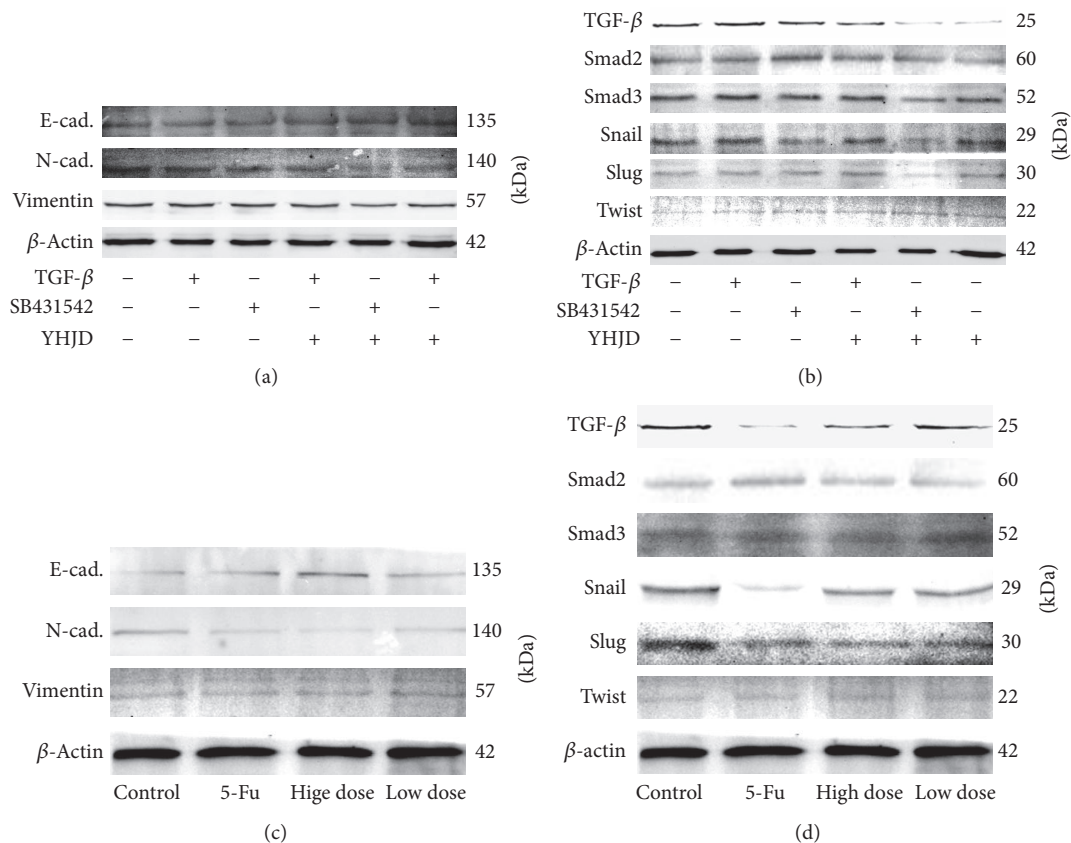 E-cad. 135
N-cad. 140
Vimentin 57
β-Actin 42
(kDa)
TGF-β − + − + − +
SB431542 − − + − + −
YHJD − − − + + +
(a)
TGF-β 25
Smad2 60
Smad3 52
Snail 29
Slug 30
Twist 22
β-Actin 42
(kDa)
TGF-β − + − + − −
SB431542 − − + − + −
YHJD − − − + + +
(b)
E-cad. 135
N-cad. 140
Vimentin 57
β-Actin 42
(kDa)
Control 5-Fu Hige dose Low dose
(c)
TGF-β 25
Smad2 60
Smad3 52
Snail 29
Slug 30
Twist 22
β-actin 42
(kDa)
Control 5-Fu High dose Low dose
(d)